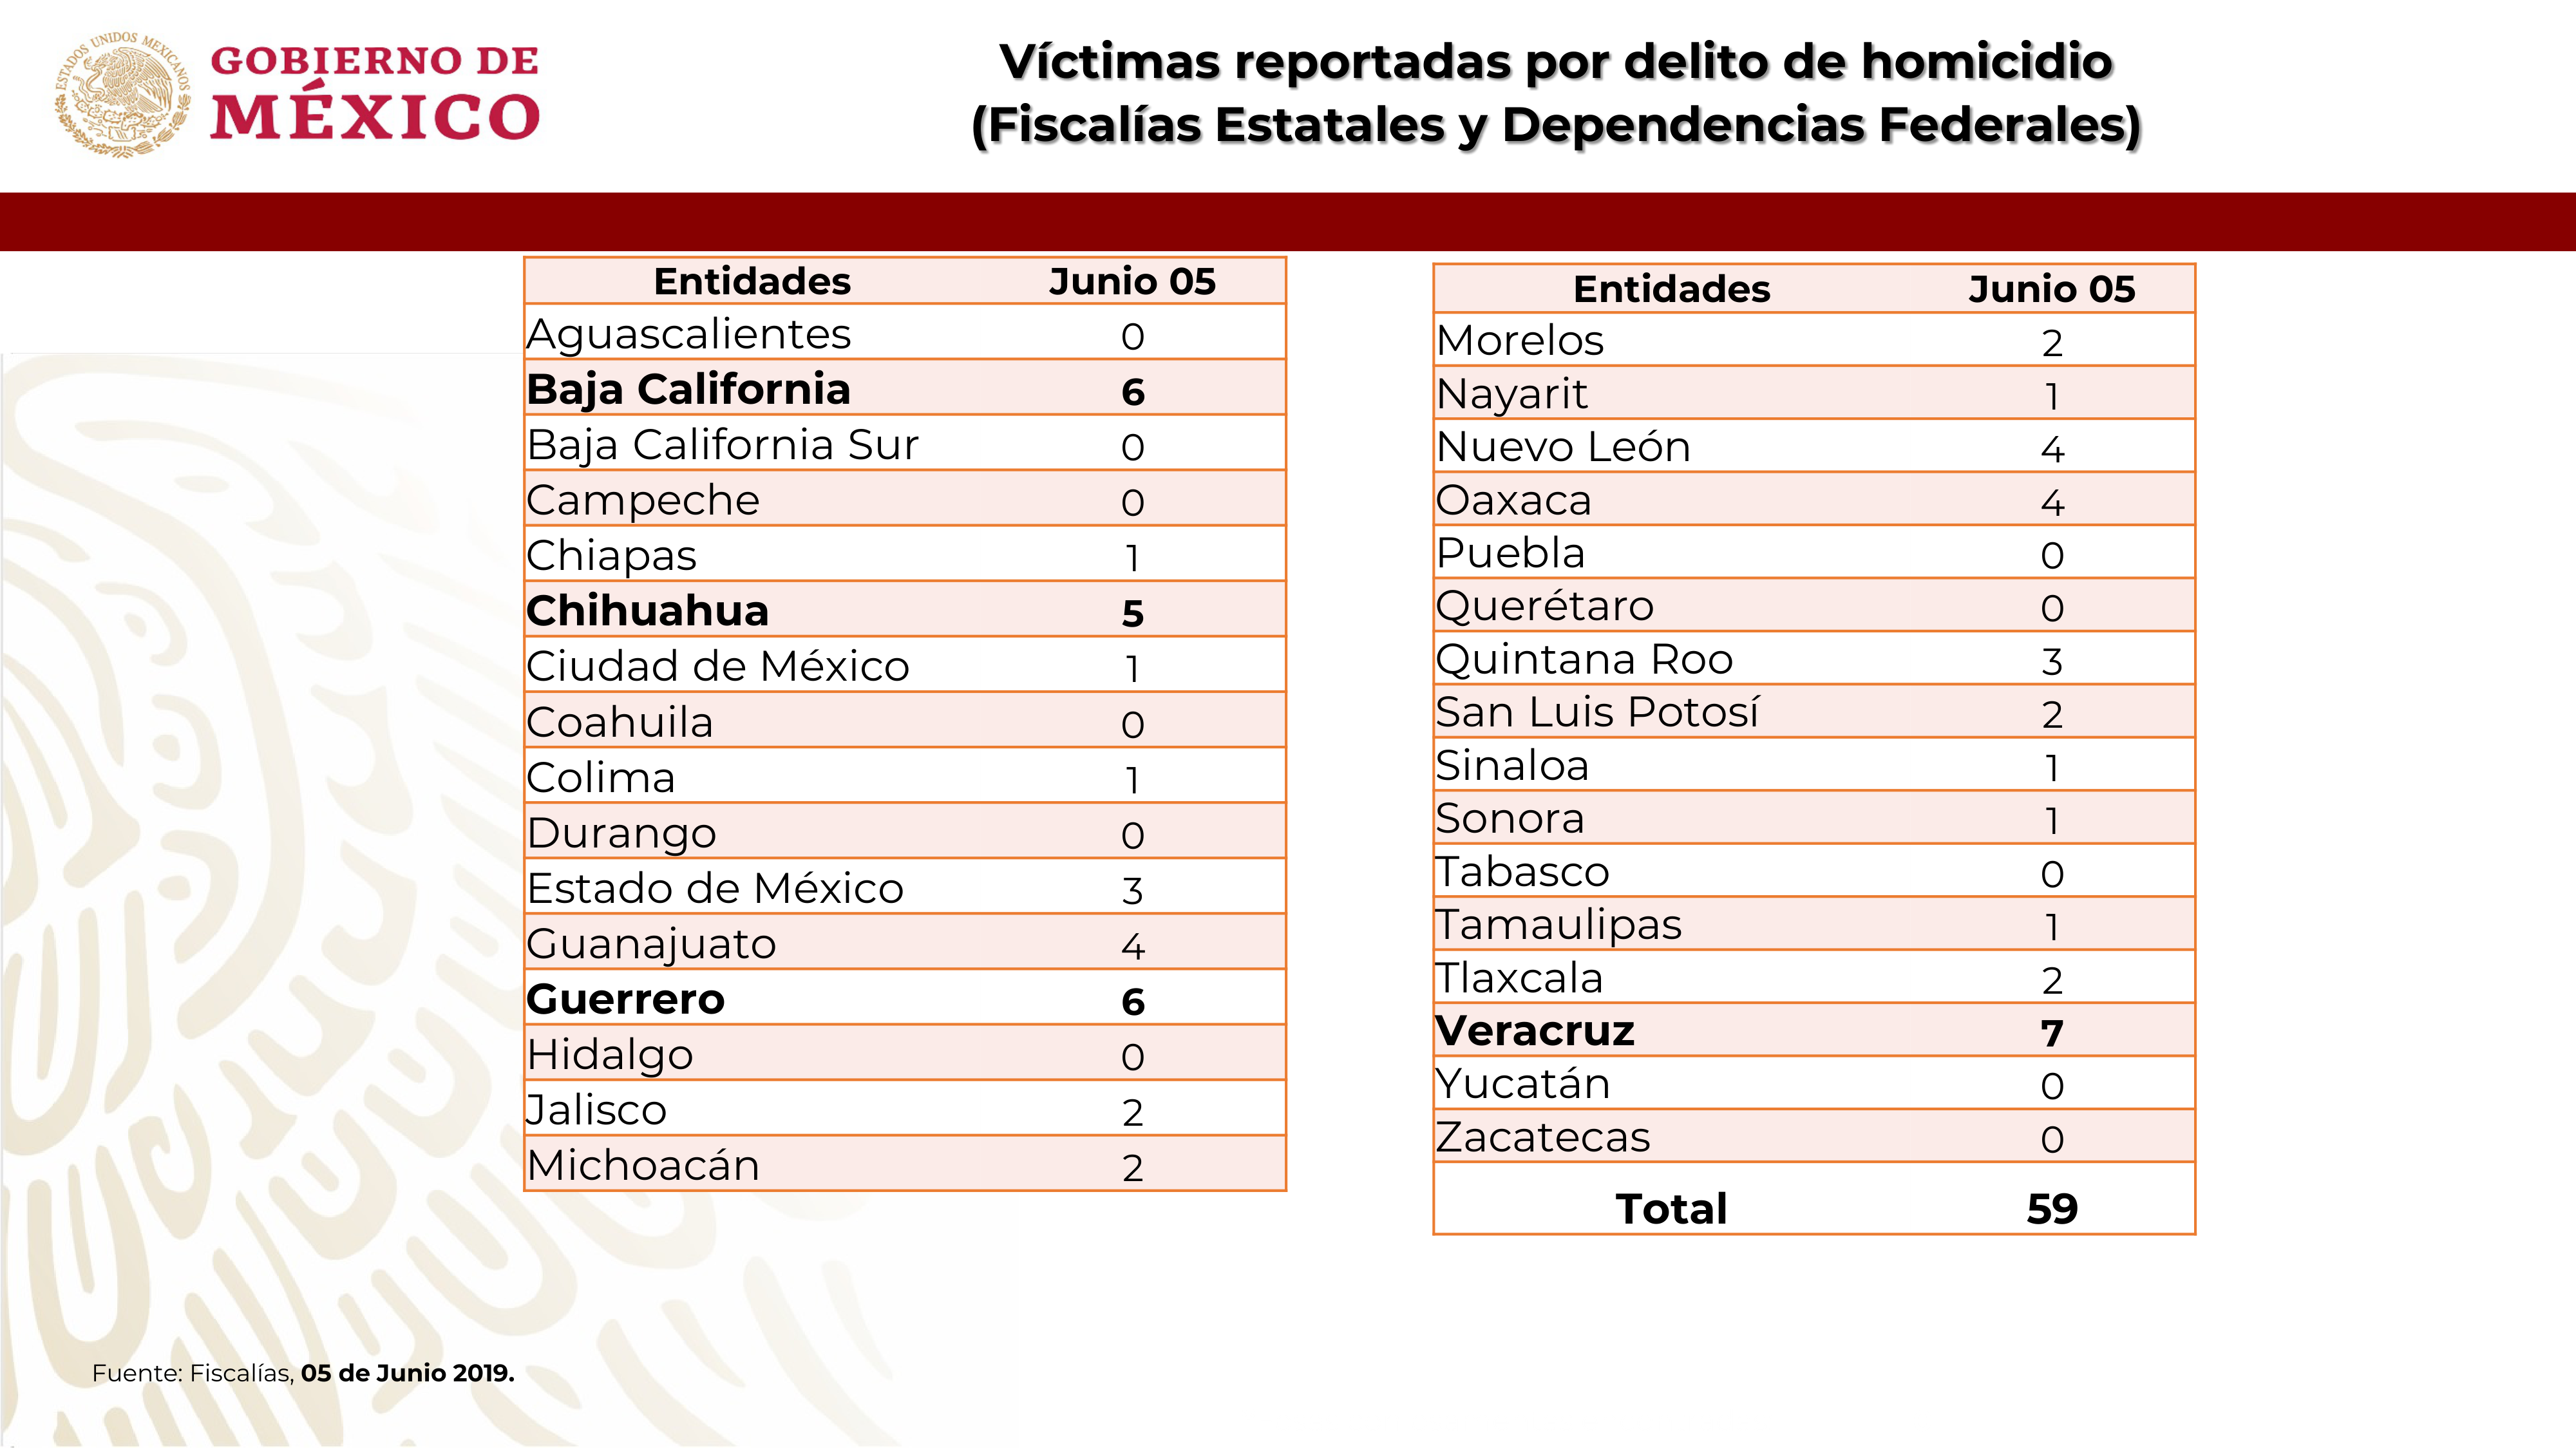 ESTADOS UNIDOS MEXICANOS
GOBIERNO DE
MÉXICO
Víctimas reportadas por delito de homicidio
(Fiscalías Estatales y Dependencias Federales)
Entidades Junio 05
Aguascalientes 0
Baja California 6
Baja California Sur 0
Campeche 0
Chiapas 1
Chihuahua 5
Ciudad de México 1
Coahuila 0
Colima 1
Durango 0
Estado de México 3
Guanajuato 4
Guerrero 6
Hidalgo 0
Jalisco 2
Michoacán 2
Entidades Junio 05
Morelos 2
Nayarit 1
Nuevo León 4
Oaxaca 4
Puebla 0
Querétaro 0
Quintana Roo 3
San Luis Potosí 2
Sinaloa 1
Sonora 1
Tabasco 0
Tamaulipas 1
Tlaxcala 2
Veracruz 7
Yucatán 0
Zacatecas 0
Total 59
Fuente: Fiscalías, 05 de Junio 2019.